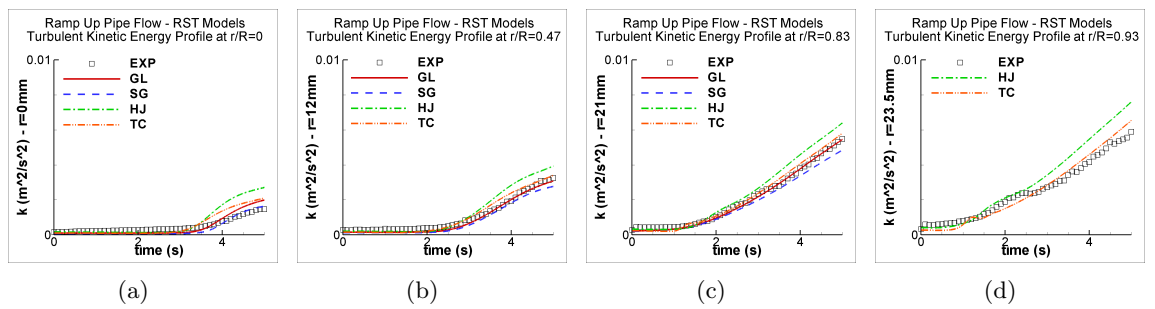 Ramp Up Pipe Flow - RST Models
Turbulent Kinetic Energy Profile at r/R=0
0.01
EXP
GL
SG
HJ
TC
k (m^2/s^2) - r=0mm
0
0 2 4
time (s)
(a)
Ramp Up Pipe Flow - RST Models
Turbulent Kinetic Energy Profile at r/R=0.47
0.01
EXP
GL
SG
HJ
TC
k (m^2/s^2) - r=12mm
0
0 2 4
time (s)
(b)
Ramp Up Pipe Flow - RST Models
Turbulent Kinetic Energy Profile at r/R=0.83
0.01
EXP
GL
SG
HJ
TC
k (m^2/s^2) - r=21mm
0
0 2 4
time (s)
(c)
Ramp Up Pipe Flow - RST Models
Turbulent Kinetic Energy Profile at r/R=0.93
0.01
EXP
HJ
TC
k (m^2/s^2) - r=23.5mm
0
0 2 4
time (s)
(d)